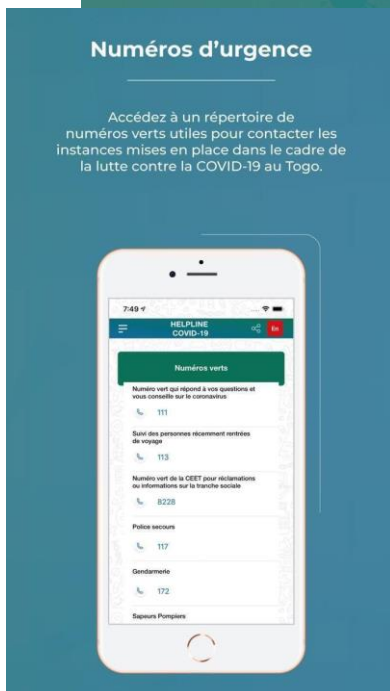 Numéros d’urgence
Accédez à un répertoire de
numéros verts utiles pour contacter les
instances mises en place dans le cadre de
la lutte contre la COVID-19 au Togo.
7:49
HELPLINE
COVID-19
En
Numéros verts
Numéro vert qui répond à vos questions et
vous conseille sur le coronavirus
111
Suivi des personnes récemment rentrées
de voyage
113
Numéro vert de la CEET pour réclamations
ou informations sur la tranche sociale
8228
Police secours
117
Gendarmerie
172
Sapeurs Pompiers